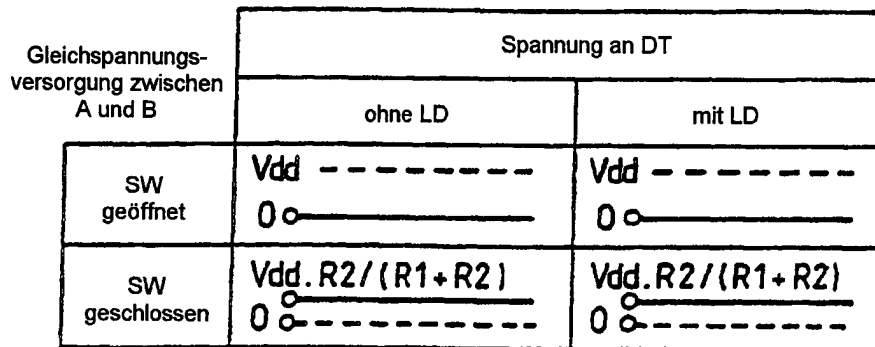 Gleichspannungs-
versorgung zwischen
A und B
Spannung an DT
ohne LD
mit LD
SW
geöffnet
Vdd
0
Vdd
0
SW
geschlossen
Vdd.R2/(R1+R2)
0
Vdd.R2/(R1+R2)
0